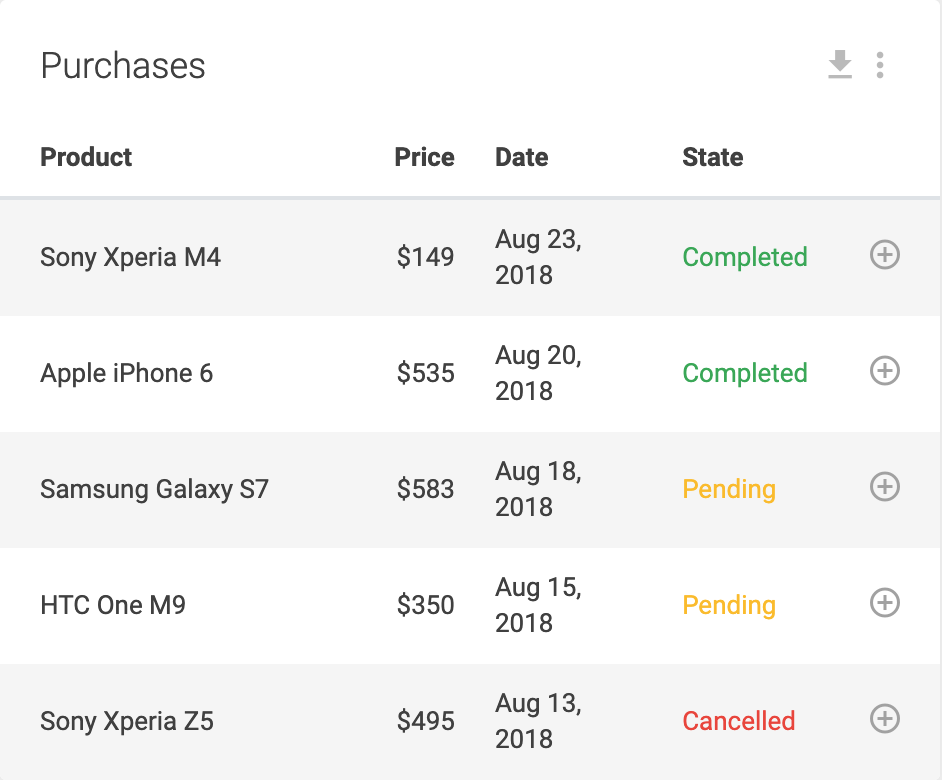 Purchases
Product Price Date State
Sony Xperia M4 $149 Aug 23, 2018 Completed
Apple iPhone 6 $535 Aug 20, 2018 Completed
Samsung Galaxy S7 $583 Aug 18, 2018 Pending
HTC One M9 $350 Aug 15, 2018 Pending
Sony Xperia Z5 $495 Aug 13, 2018 Cancelled